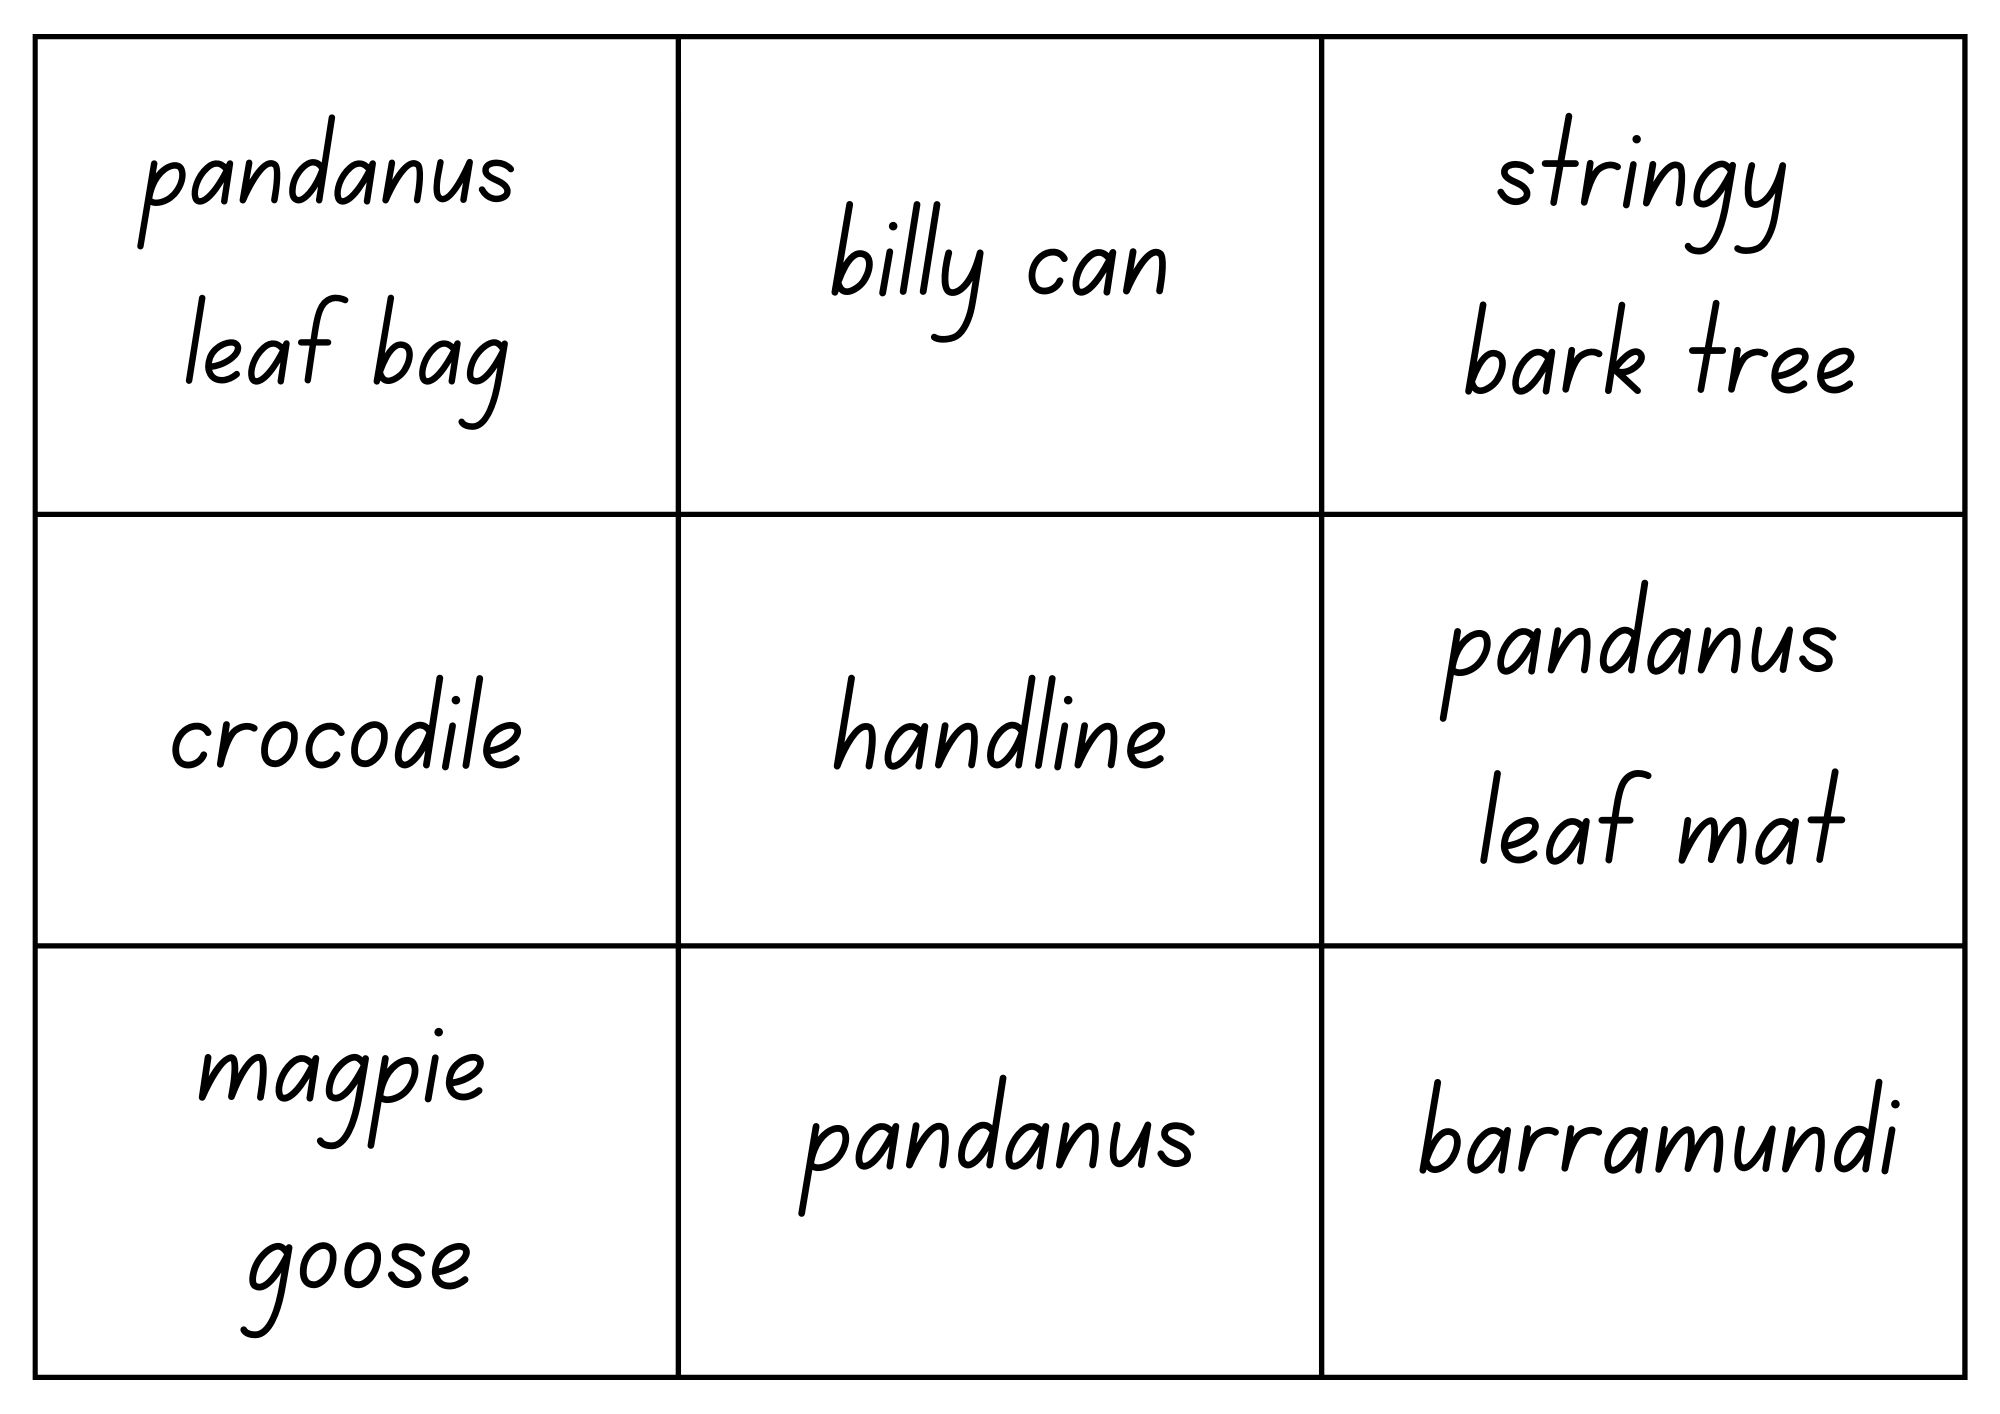 pandanus
leaf bag
billy can
stringy
bark tree
crocodile
handline
pandanus
leaf mat
magpie
goose
pandanus
barramundi